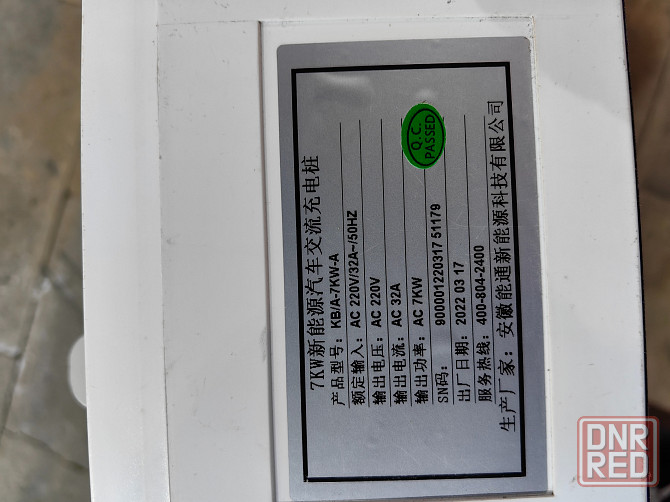 7KW新能源汽车交流充电桩
产品型号: KB/A-7KW-A
额定输入: AC 220V/32A~/50HZ
输出电压: AC 220V
输出电流: AC 32A
输出功率: AC 7KW
SN码: 90000122031751179
出厂日期: 2022 03 17
服务热线: 400-804-2400
生产厂家: 安徽能通新能源科技有限公司
Q.C.
PASSED
DNR
RED